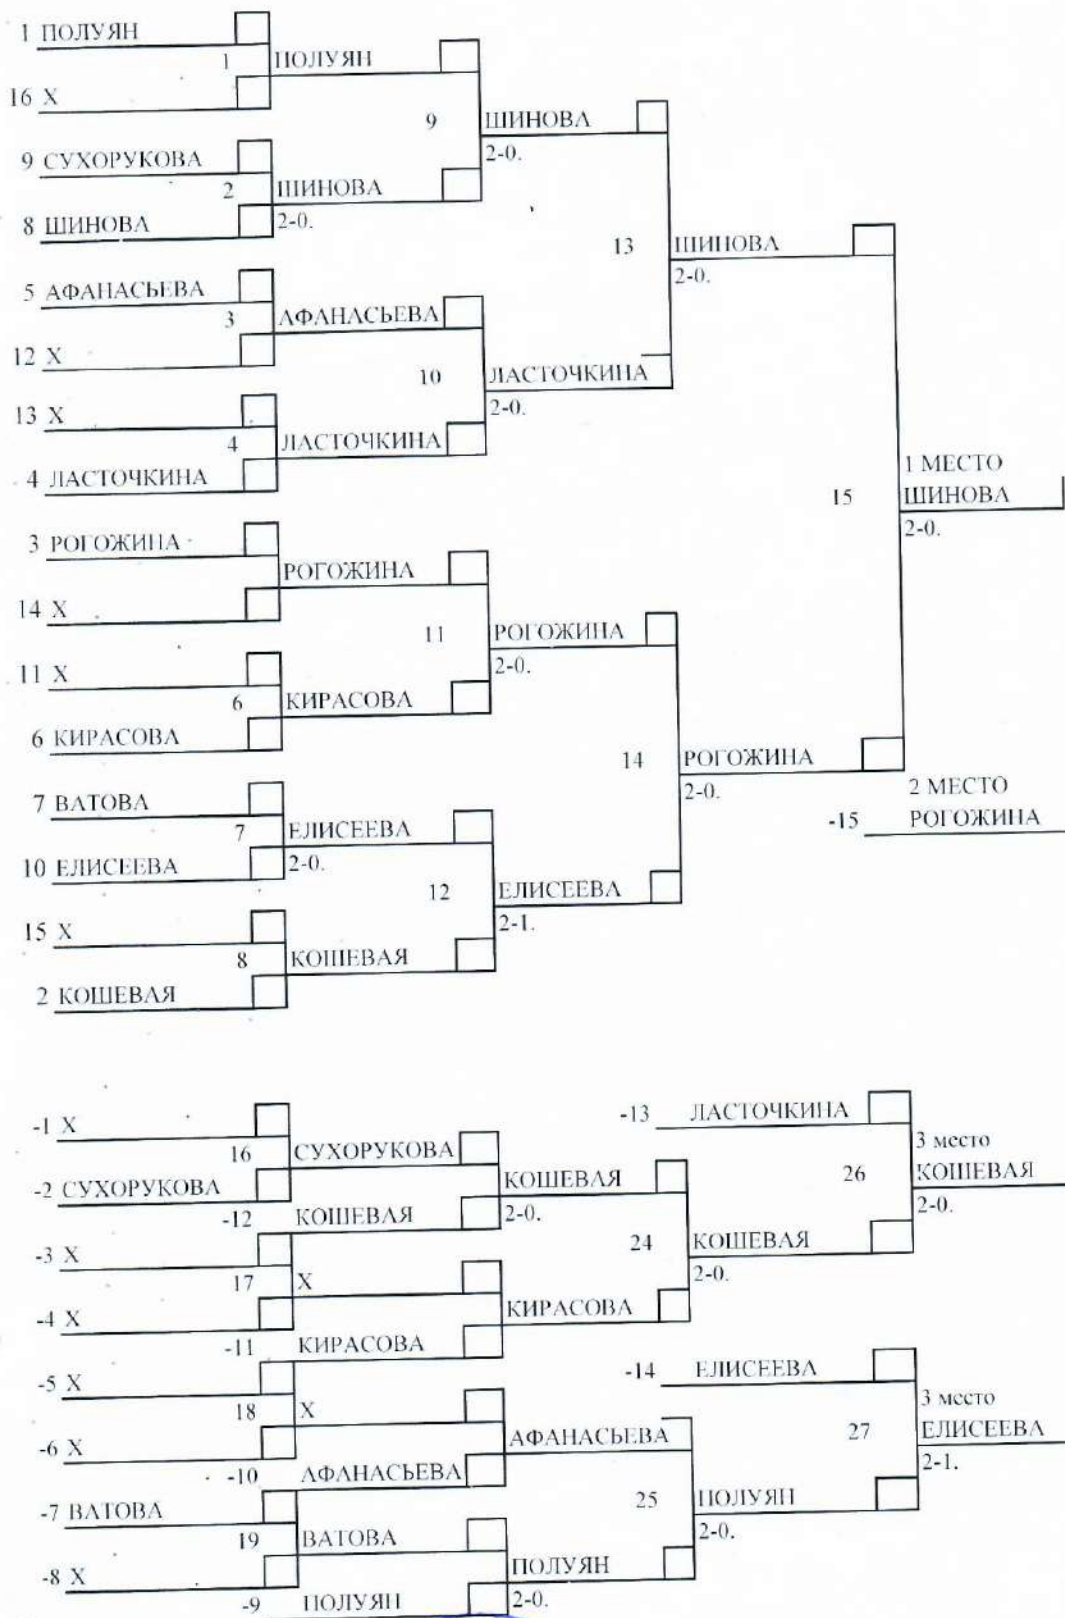 1 ПОЛУЯН
1 ПОЛУЯН
16 X
9 ШИНОВА
2-0.
9 СУХОРУКОВА
2 ШИНОВА
8 ШИНОВА 2-0.
13 ШИНОВА
2-0.
5 АФАНАСЬЕВА
3 АФАНАСЬЕВА
12 X
10 ЛАСТОЧКИНА
2-0.
13 X
4 ЛАСТОЧКИНА
4 ЛАСТОЧКИНА
1 МЕСТО
15 ШИНОВА
2-0.
3 РОГОЖИНА
РОГОЖИНА
14 X
11 РОГОЖИНА
2-0.
11 X
6 КИРАСОВА
6 КИРАСОВА
14 РОГОЖИНА
2-0.
2 МЕСТО
-15 РОГОЖИНА
7 ВАТОВА
7 ЕЛИСЕЕВА
10 ЕЛИСЕЕВА 2-0.
12 ЕЛИСЕЕВА
2-1.
15 X
8 КОШЕВАЯ
2 КОШЕВАЯ
-1 X
-13 ЛАСТОЧКИНА
16 СУХОРУКОВА
3 место
-2 СУХОРУКОВА
КОШЕВАЯ
26 КОШЕВАЯ
-12 КОШЕВАЯ
2-0.
2-0.
-3 X
24 КОШЕВАЯ
2-0.
17 X
-4 X
КИРАСОВА
-11 КИРАСОВА
-5 X
-14 ЕЛИСЕЕВА
18 X
3 место
-6 X
АФАНАСЬЕВА
27 ЕЛИСЕЕВА
2-1.
-10 АФАНАСЬЕВА
-7 ВАТОВА
25 ПОЛУЯН
2-0.
19 ВАТОВА
-8 X
ПОЛУЯН
-9 ПОЛУЯН
2-0.